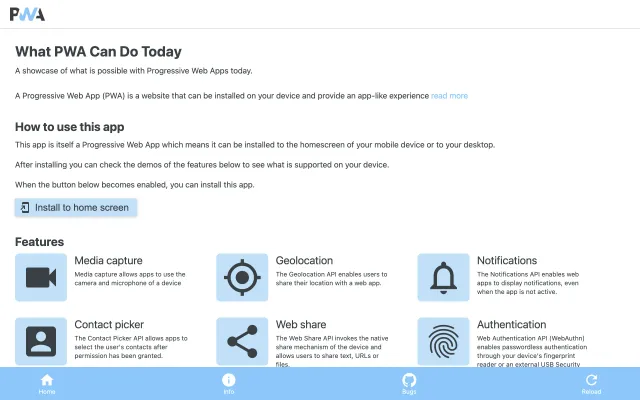 PWA
What PWA Can Do Today
A showcase of what is possible with Progressive Web Apps today.
A Progressive Web App (PWA) is a website that can be installed on your device and provide an app-like experience read more
How to use this app
This app is itself a Progressive Web App which means it can be installed to the homescreen of your mobile device or to your desktop.
After installing you can check the demos of the features below to see what is supported on your device.
When the button below becomes enabled, you can install this app.
Install to home screen
Features
Media capture
Media capture allows apps to use the
camera and microphone of a device
Geolocation
The Geolocation API enables users to
share their location with a web app.
Notifications
The Notifications API enables web
apps to display notifications, even
when the app is not active.
Contact picker
The Contact Picker API allows apps to
select the user's contacts after
permission has been granted.
Web share
The Web Share API invokes the native
share mechanism of the device and
allows users to share text, URLs or
files.
Authentication
Web Authentication API (WebAuthn)
enables passwordless authentication
through your device's fingerprint
reader or an external USB Security
Home
Info
Bugs
Reload